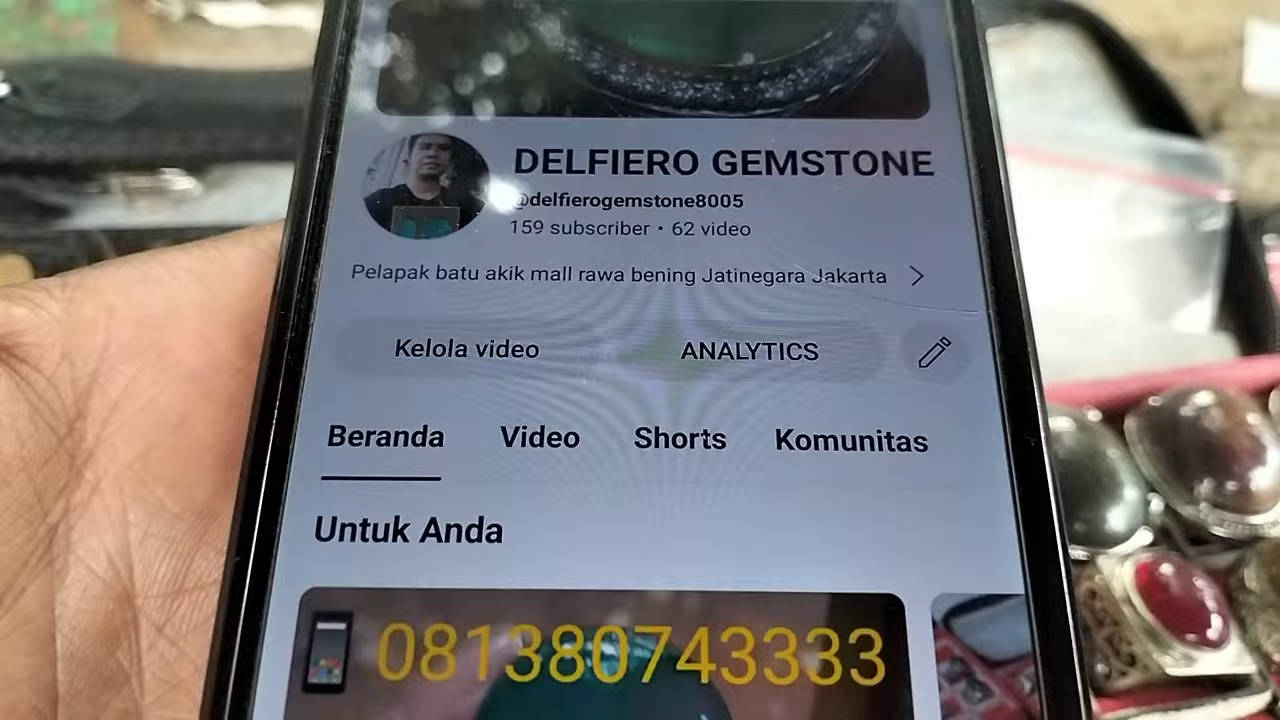 DELFIERO GEMSTONE
@delfierogemstone8005
159 subscriber • 62 video
Pelapak batu akik mall rawa bening Jatinegara Jakarta
Kelola video ANALYTICS
Beranda Video Shorts Komunitas
Untuk Anda
081380743333